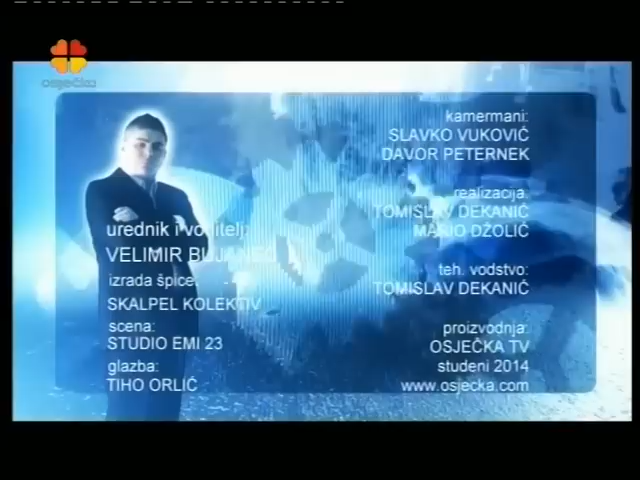 osječka
urednik i voditelj:
VELIMIR BUJANEC
izrada špice:
SKALPEL KOLEKTIV
scena:
STUDIO EMI 23
glazba:
TIHO ORLIĆ
kamermani:
SLAVKO VUKOVIĆ
DAVOR PETERNEK
realizacija:
TOMISLAV DEKANIĆ
MARIO DŽOLIĆ
teh. vodstvo:
TOMISLAV DEKANIĆ
proizvodnja:
OSJEČKA TV
studeni 2014
www.osjecka.com